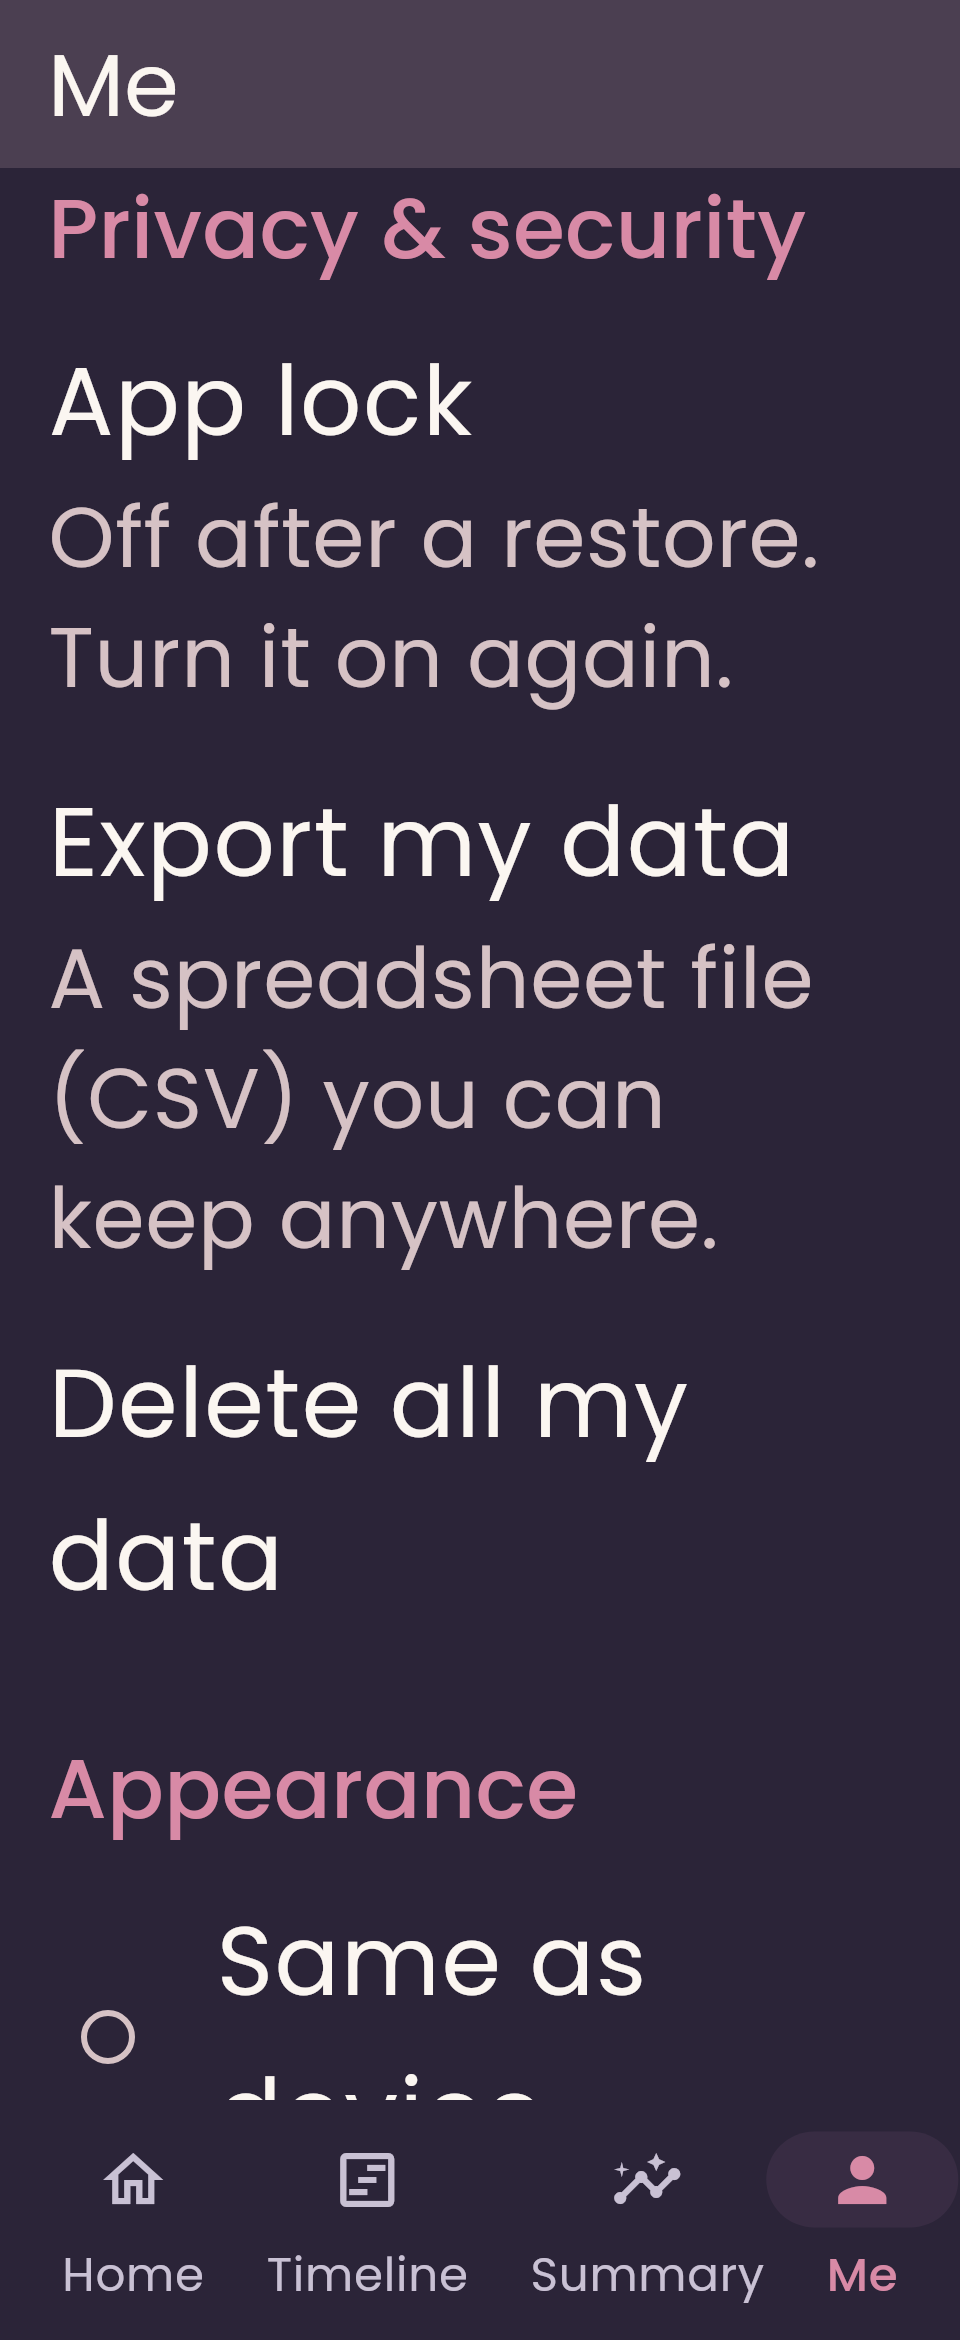 Me
Privacy & security
App lock
Off after a restore.
Turn it on again.
Export my data
A spreadsheet file
(CSV) you can
keep anywhere.
Delete all my
data
Appearance
Same as
device
Home Timeline Summary Me